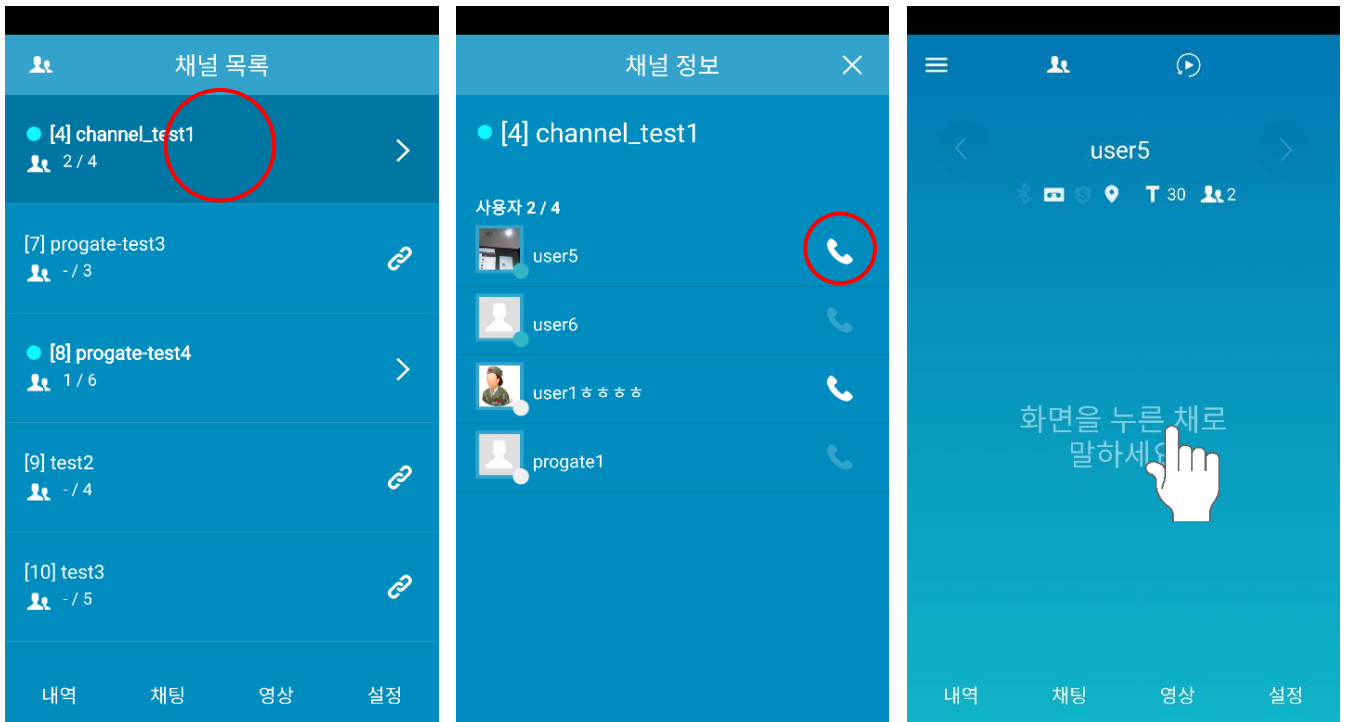 채널 목록
[4] channel_test1
2 / 4
[7] progate-test3
- / 3
[8] progate-test4
1 / 6
[9] test2
- / 4
[10] test3
- / 5
내역 채팅 영상 설정
채널 정보
[4] channel_test1
사용자 2 / 4
user5
user6
user1ㅎㅎㅎㅎ
progate1
user5
T 30 2
화면을 누른 채로
말하세요
내역 채팅 영상 설정